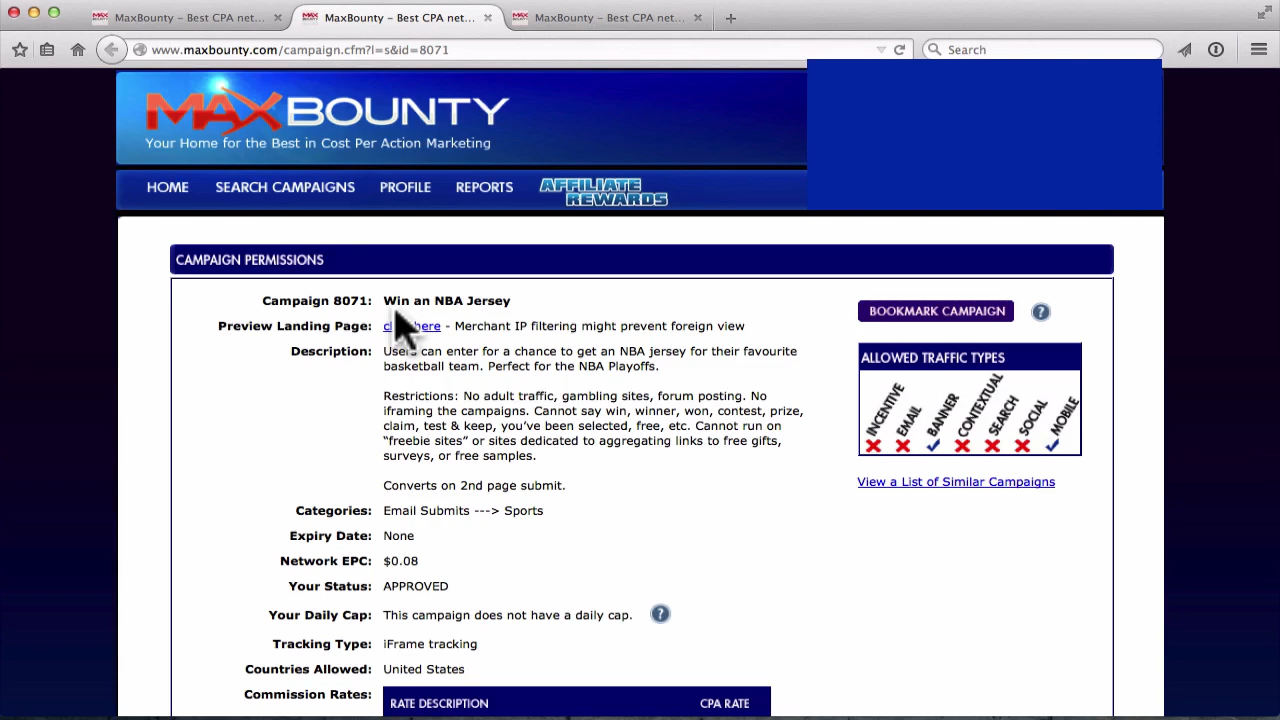 MaxBounty – Best CPA net...
MaxBounty – Best CPA net...
MaxBounty – Best CPA net...
www.maxbounty.com/campaign.cfm?l=s&id=8071
Search
MAXBOUNTY
Your Home for the Best in Cost Per Action Marketing
HOME
SEARCH CAMPAIGNS
PROFILE
REPORTS
AFFILIATE
REWARDS
CAMPAIGN PERMISSIONS
Campaign 8071: Win an NBA Jersey
Preview Landing Page: here - Merchant IP filtering might prevent foreign view
Description: Users can enter for a chance to get an NBA jersey for their favourite
basketball team. Perfect for the NBA Playoffs.
Restrictions: No adult traffic, gambling sites, forum posting. No
iframing the campaigns. Cannot say win, winner, won, contest, prize,
claim, test & keep, you’ve been selected, free, etc. Cannot run on
“freebie sites” or sites dedicated to aggregating links to free gifts,
surveys, or free samples.
Converts on 2nd page submit.
Categories: Email Submits ---> Sports
Expiry Date: None
Network EPC: $0.08
Your Status: APPROVED
Your Daily Cap: This campaign does not have a daily cap. ?
Tracking Type: iFrame tracking
Countries Allowed: United States
Commission Rates:
RATE DESCRIPTION CPA RATE
BOOKMARK CAMPAIGN ?
ALLOWED TRAFFIC TYPES
INCENTIVE
EMAIL
BANNER
CONTEXTUAL
SEARCH
SOCIAL
MOBILE
View a List of Similar Campaigns